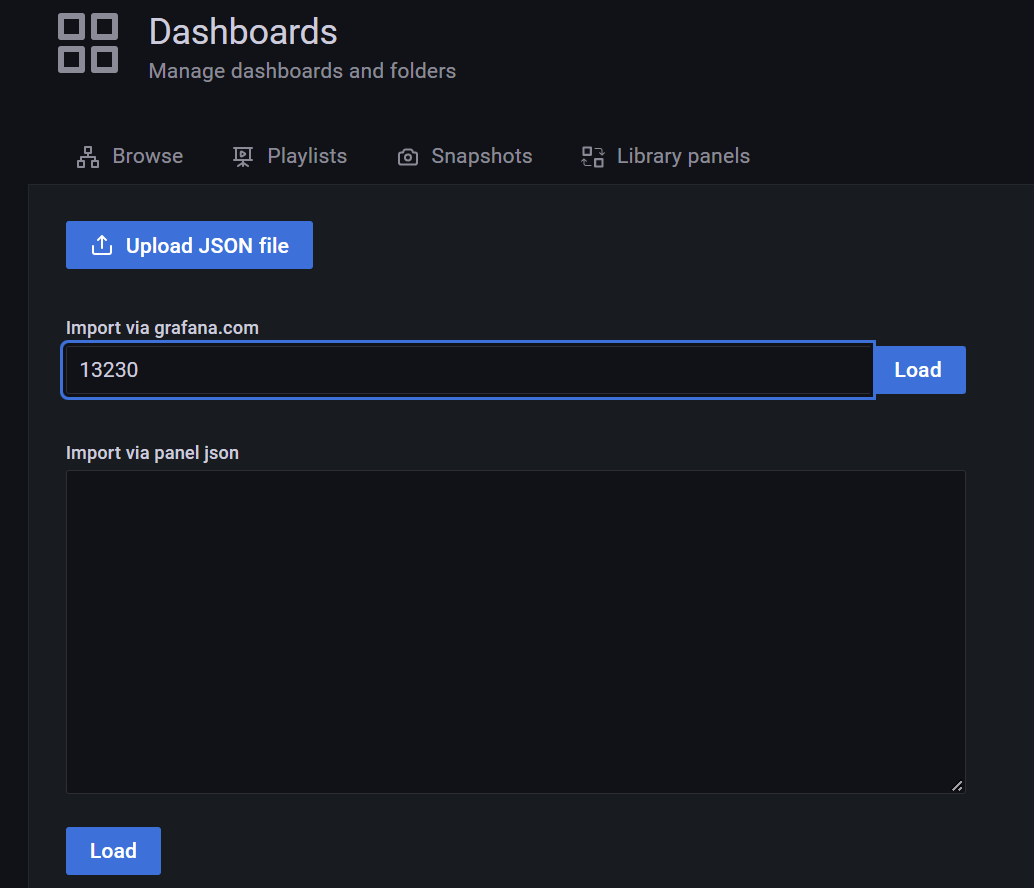 Dashboards
Manage dashboards and folders
Browse Playlists Snapshots Library panels
Upload JSON file
Import via grafana.com
13230 Load
Import via panel json
Load